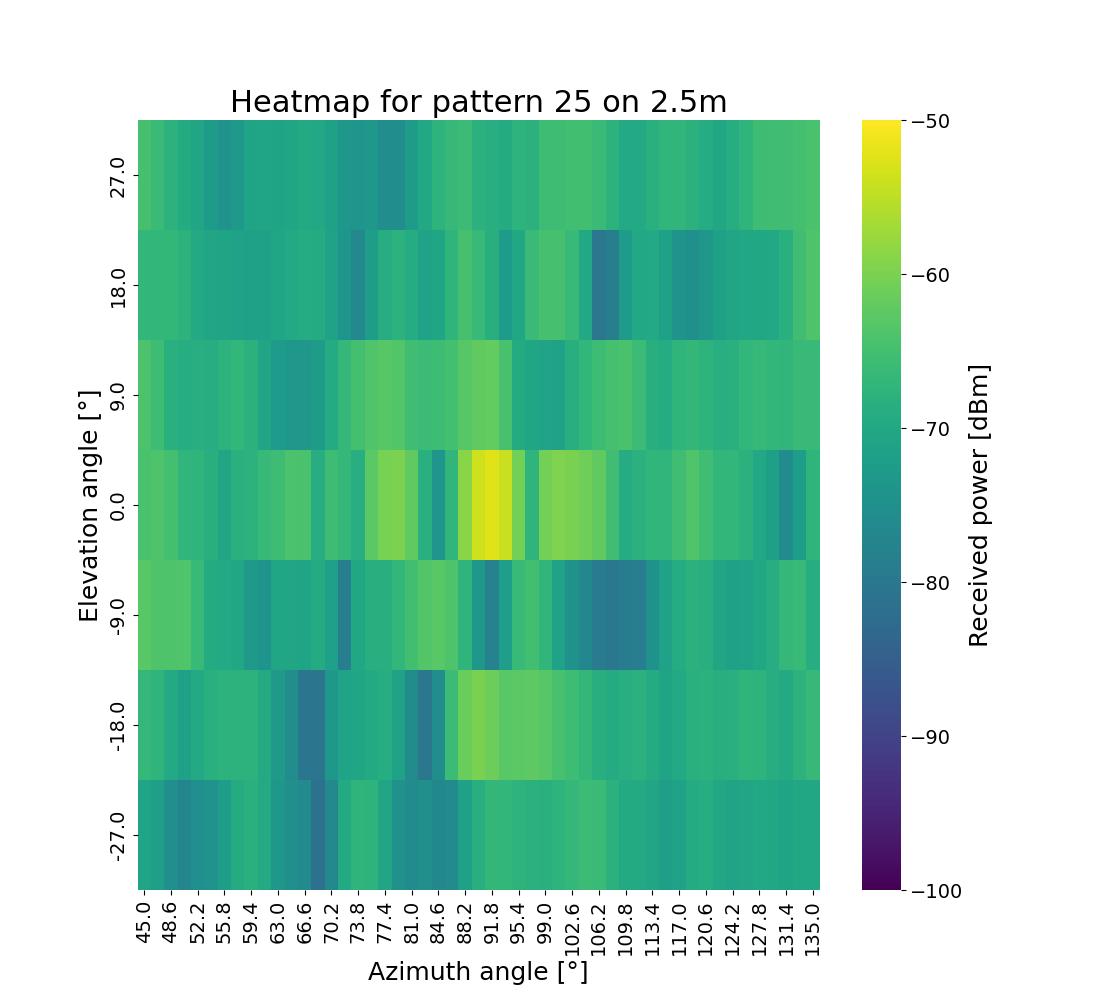 Heatmap for pattern 25 on 2.5m
Elevation angle [°]
27.0
18.0
9.0
0.0
-9.0
-18.0
-27.0
45.0 48.6 52.2 55.8 59.4 63.0 66.6 70.2 73.8 77.4 81.0 84.6 88.2 91.8 95.4 99.0 102.6 106.2 109.8 113.4 117.0 120.6 124.2 127.8 131.4 135.0
Azimuth angle [°]
−50
−60
−70
−80
−90
−100
Received power [dBm]